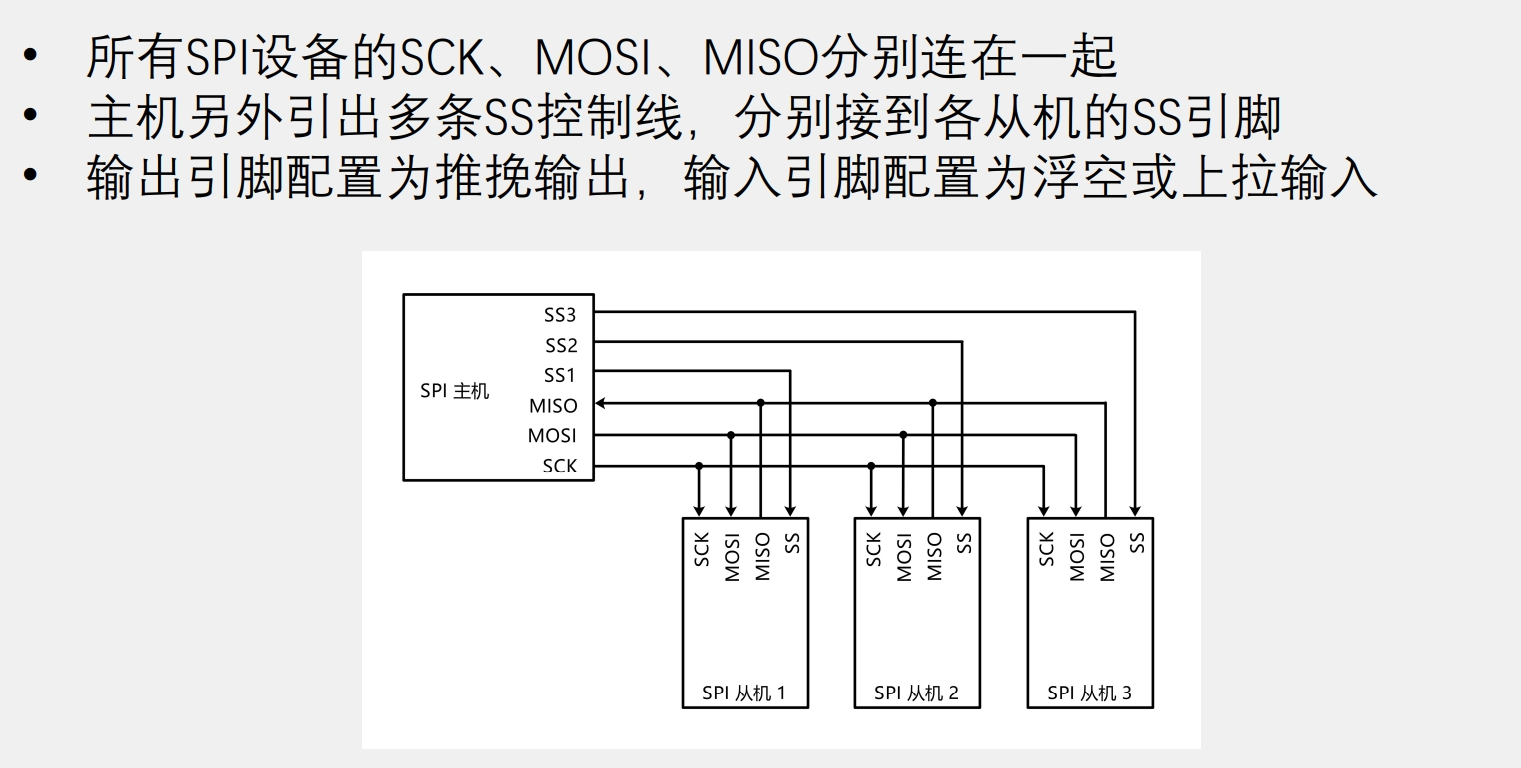 • 所有SPI设备的SCK、MOSI、MISO分别连在一起
• 主机另外引出多条SS控制线，分别接到各从机的SS引脚
• 输出引脚配置为推挽输出，输入引脚配置为浮空或上拉输入
SS3
SS2
SS1
SPI 主机
MISO
MOSI
SCK
SCK
MOSI
MISO
SS
SCK
MOSI
MISO
SS
SCK
MOSI
MISO
SS
SPI 从机 1
SPI 从机 2
SPI 从机 3